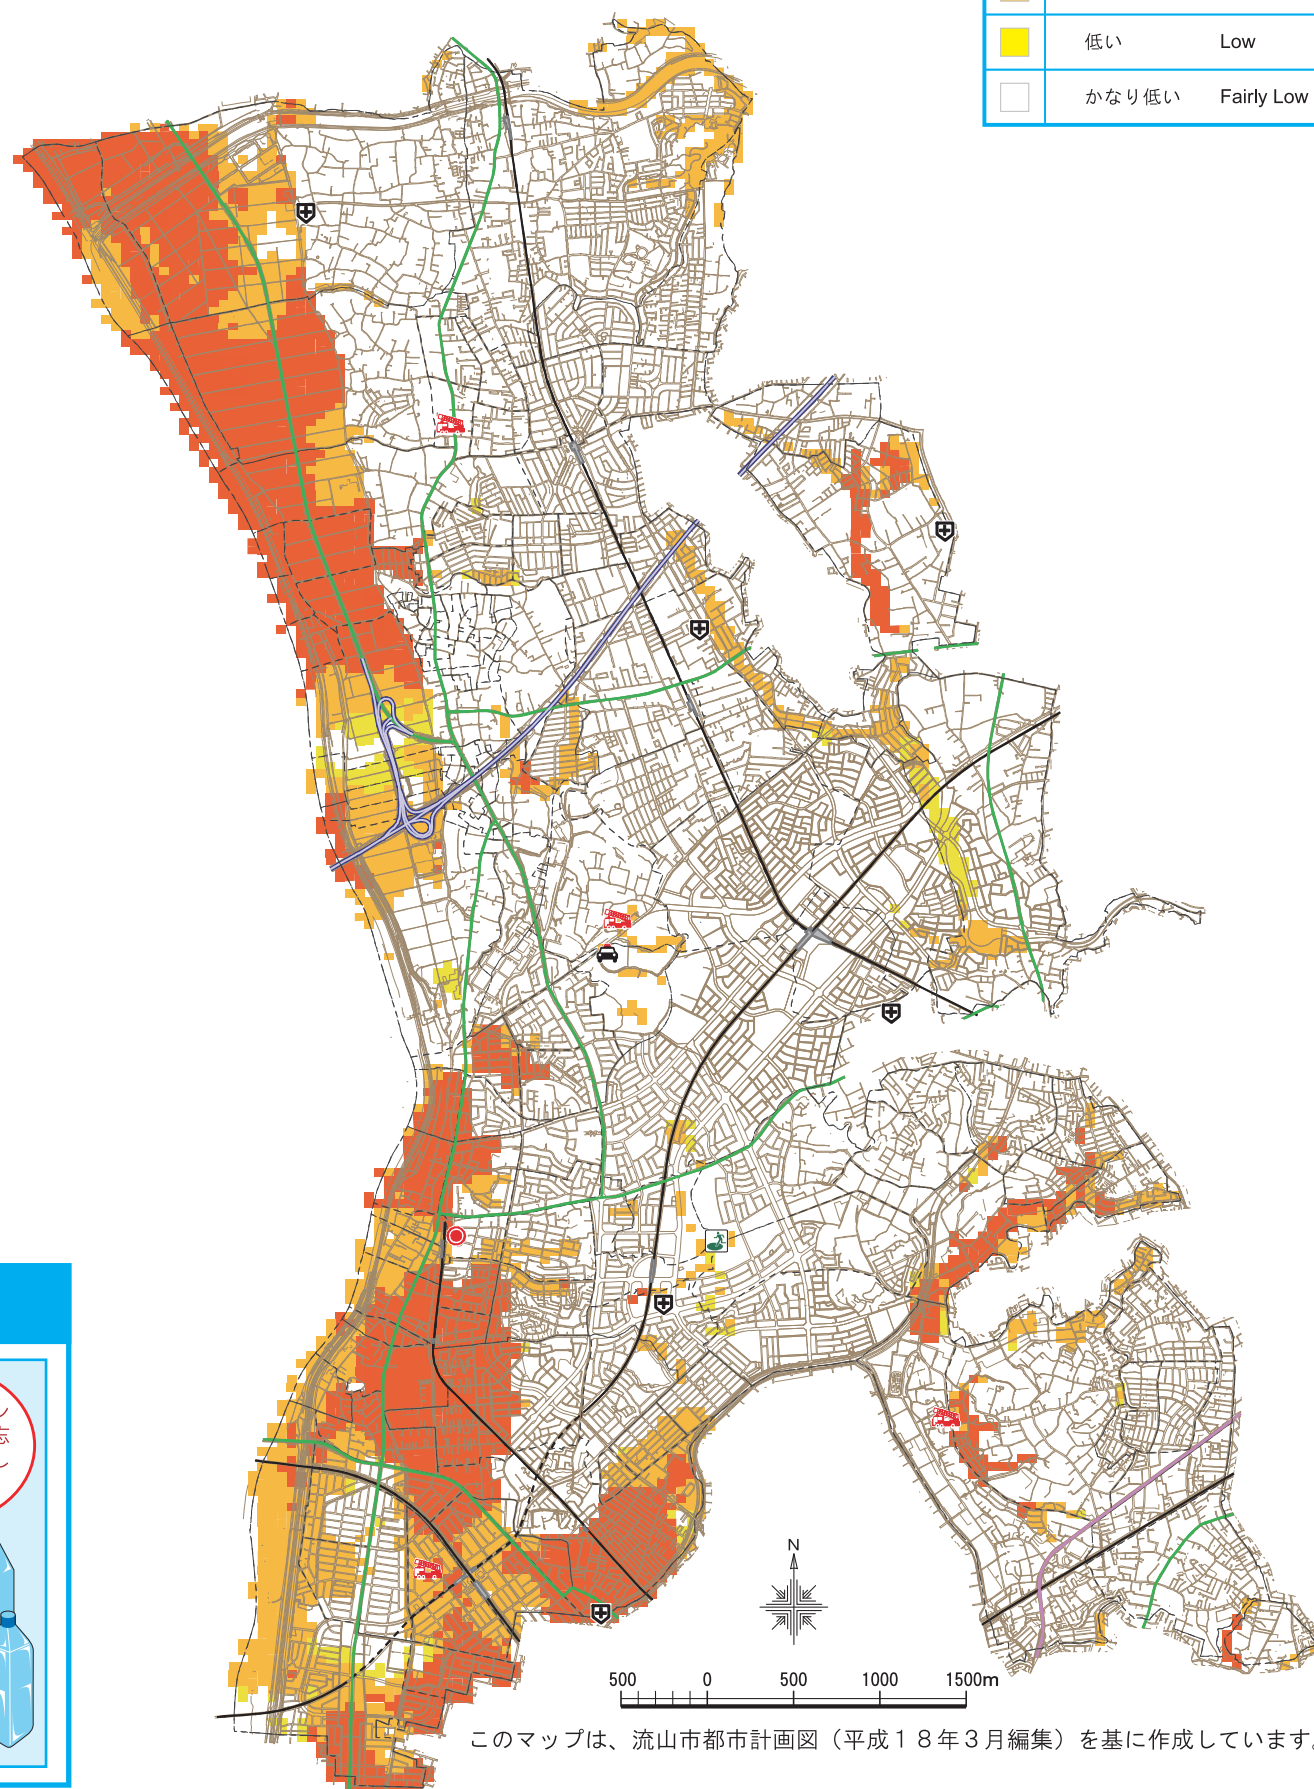 低い Low
かなり低い Fairly Low
N
500 0 500 1000 1500m
このマップは、流山市都市計画図（平成１８年３月編集）を基に作成しています。